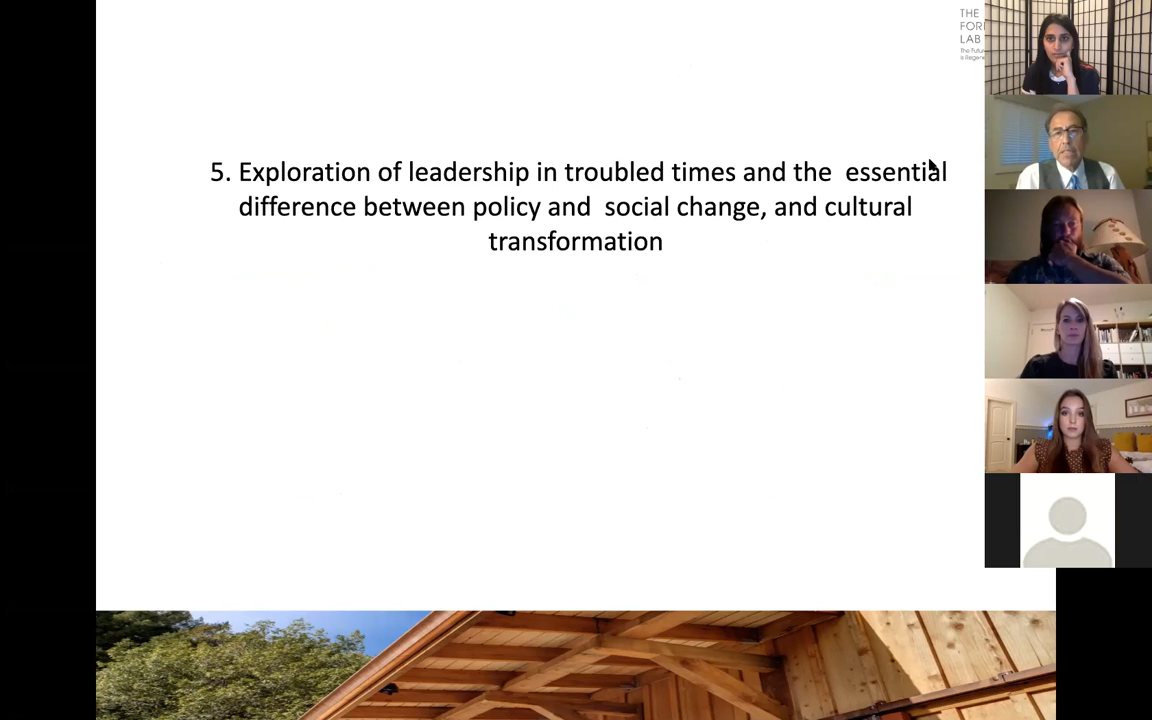 THE
LAB
5. Exploration of leadership in troubled times and the  essential
difference between policy and  social change, and cultural
transformation